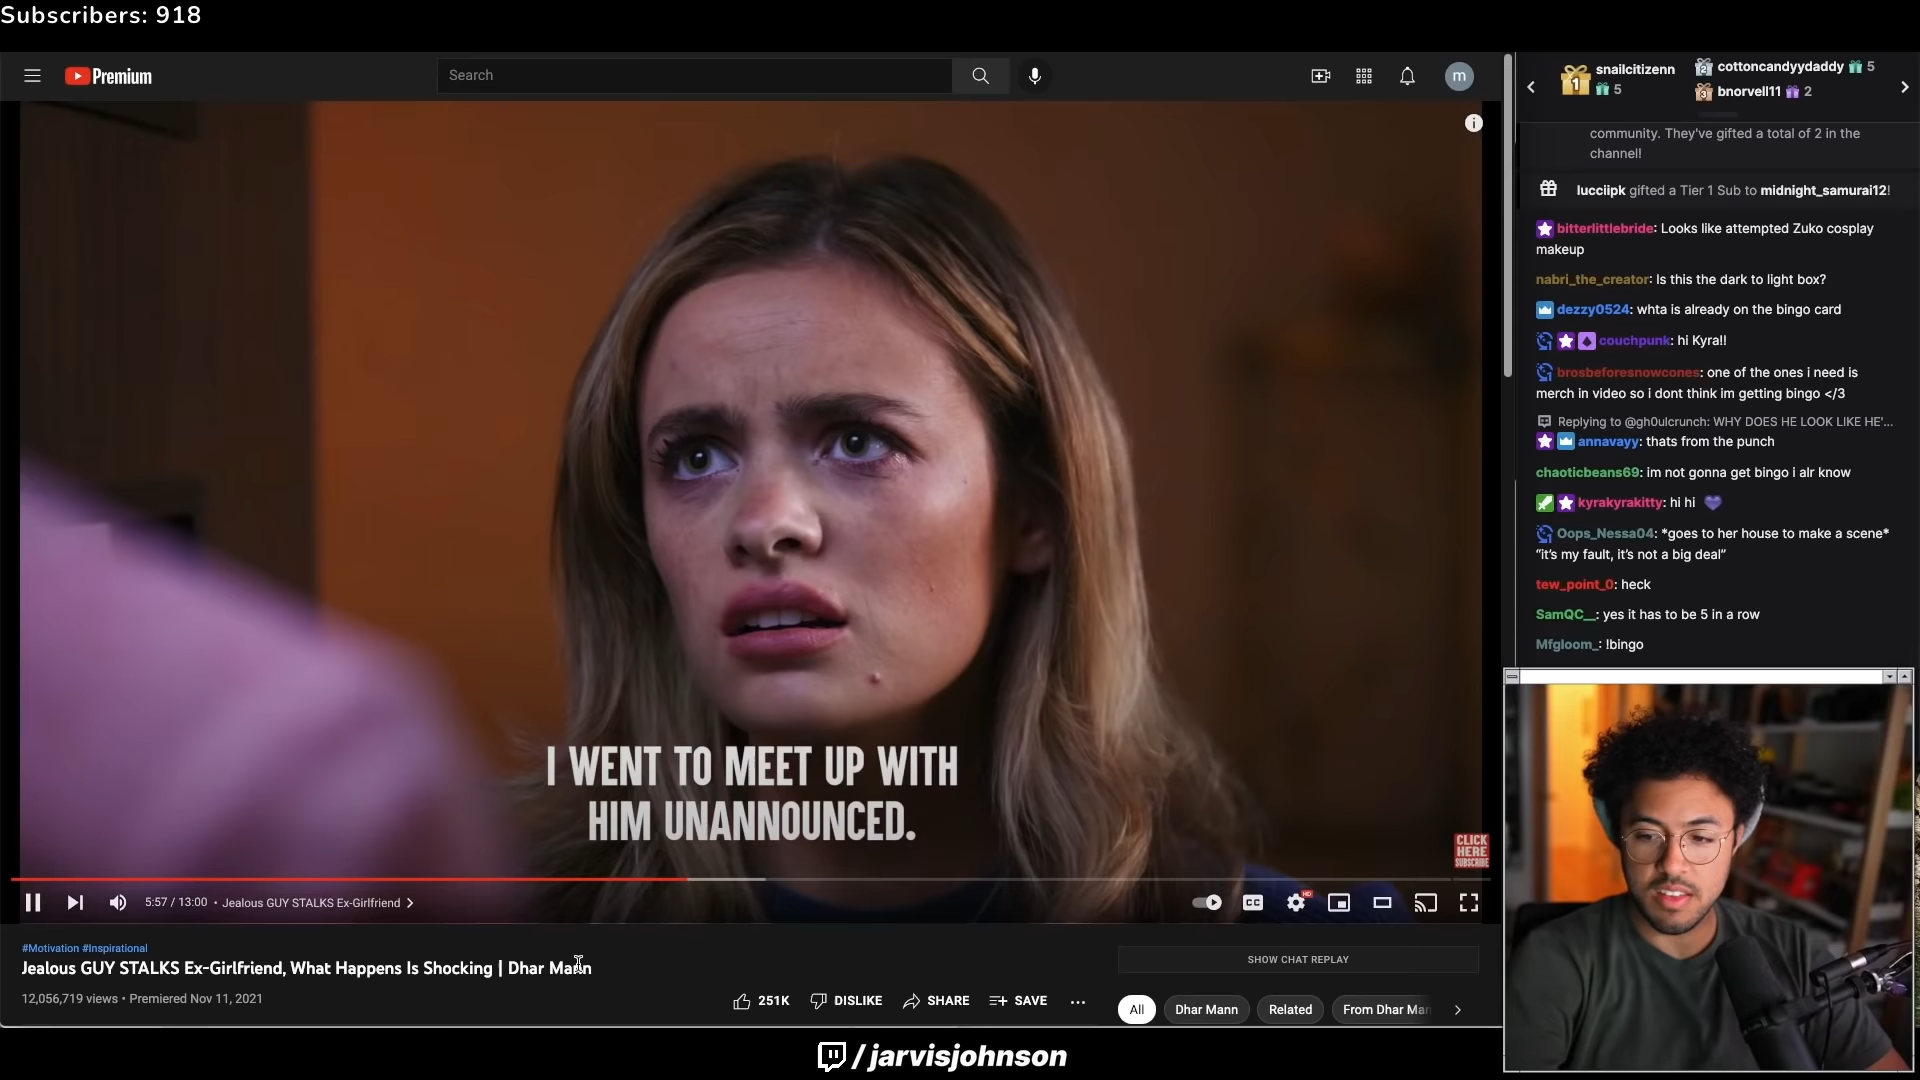 Subscribers: 918
Premium
Search
m
1
snailcitizenn
5
2
cottoncandyydaddy 5
3
bnorvell11 2
community. They've gifted a total of 2 in the
channel!
lucciipk gifted a Tier 1 Sub to midnight_samurai12!
bitterlittlebride: Looks like attempted Zuko cosplay
makeup
nabri_the_creator: Is this the dark to light box?
dezzy0524: whta is already on the bingo card
couchpunk: hi Kyra!!
brosbeforesnowcones: one of the ones i need is
merch in video so i dont think im getting bingo </3
Replying to @gh0ulcrunch: WHY DOES HE LOOK LIKE HE'...
annavayy: thats from the punch
chaoticbeans69: im not gonna get bingo i alr know
kyrakyrakitty: hi hi
Oops_Nessa04: *goes to her house to make a scene*
“it’s my fault, it’s not a big deal”
tew_point_0: heck
SamQC__: yes it has to be 5 in a row
Mfgloom_: !bingo
I WENT TO MEET UP WITH
HIM UNANNOUNCED.
CLICK
HERE
SUBSCRIBE
5:57 / 13:00 • Jealous GUY STALKS Ex-Girlfriend
CC
HD
#Motivation #Inspirational
Jealous GUY STALKS Ex-Girlfriend, What Happens Is Shocking | Dhar Mann
12,056,719 views • Premiered Nov 11, 2021
251K
DISLIKE
SHARE
SAVE
...
SHOW CHAT REPLAY
All
Dhar Mann
Related
From Dhar Man
/jarvisjohnson